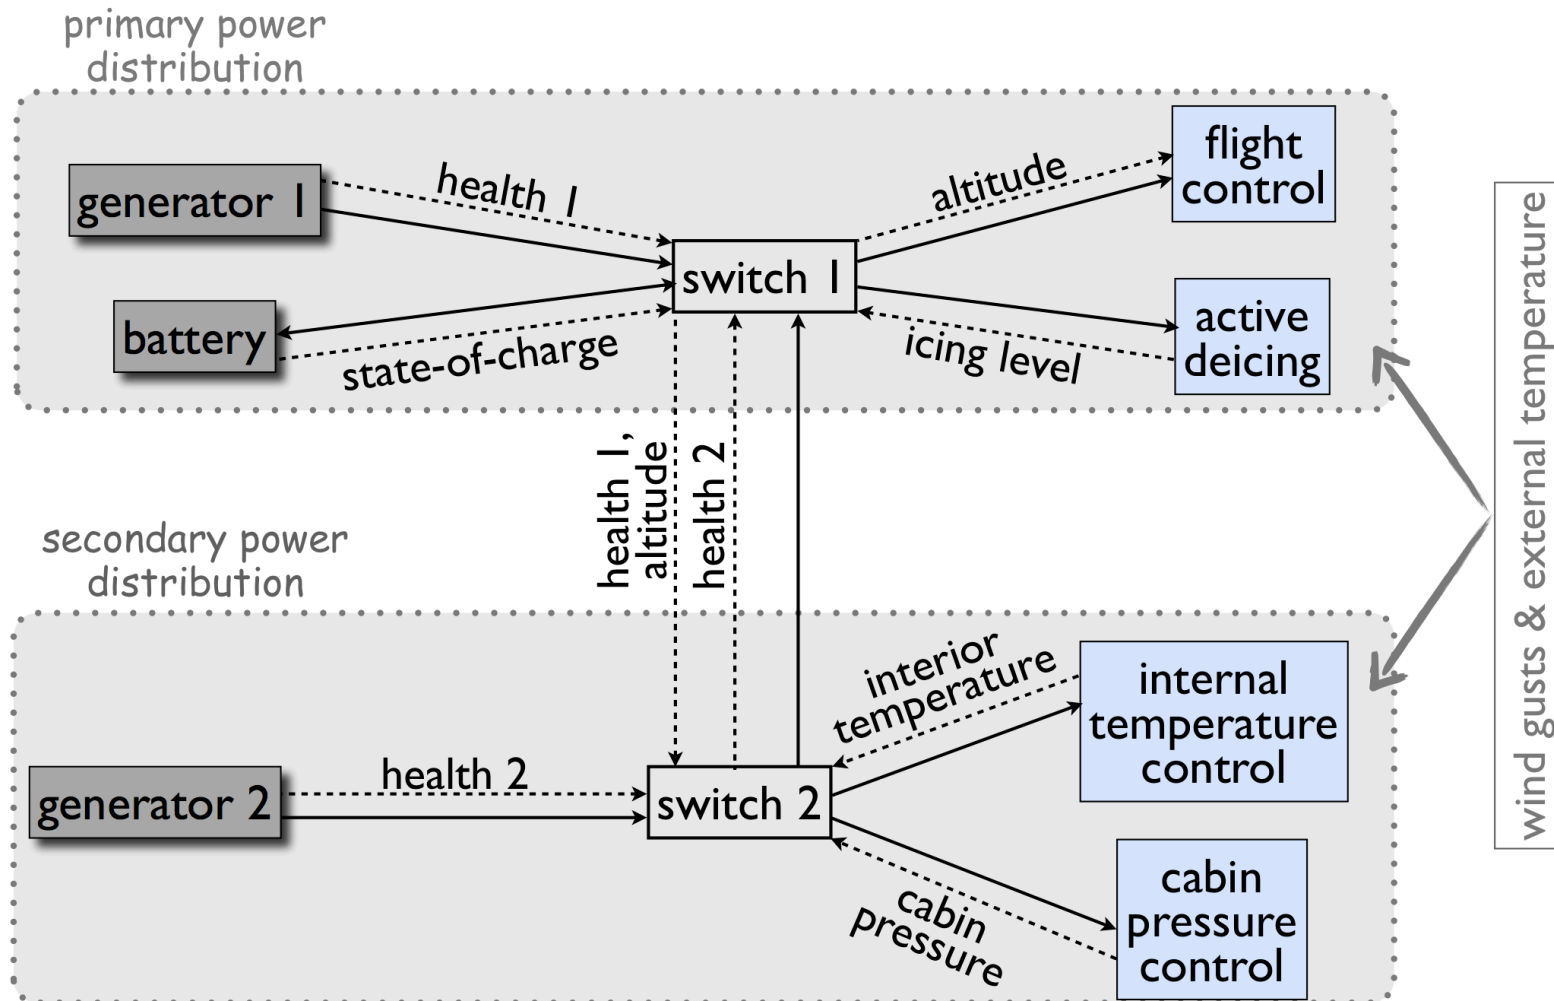 primary power
distribution
generator 1
health 1
altitude
flight
control
switch 1
battery
state-of-charge
icing level
active
deicing
health 1,
altitude
health 2
wind gusts & external temperature
secondary power
distribution
interior
temperature
internal
temperature
control
generator 2
health 2
switch 2
cabin
pressure
cabin
pressure
control